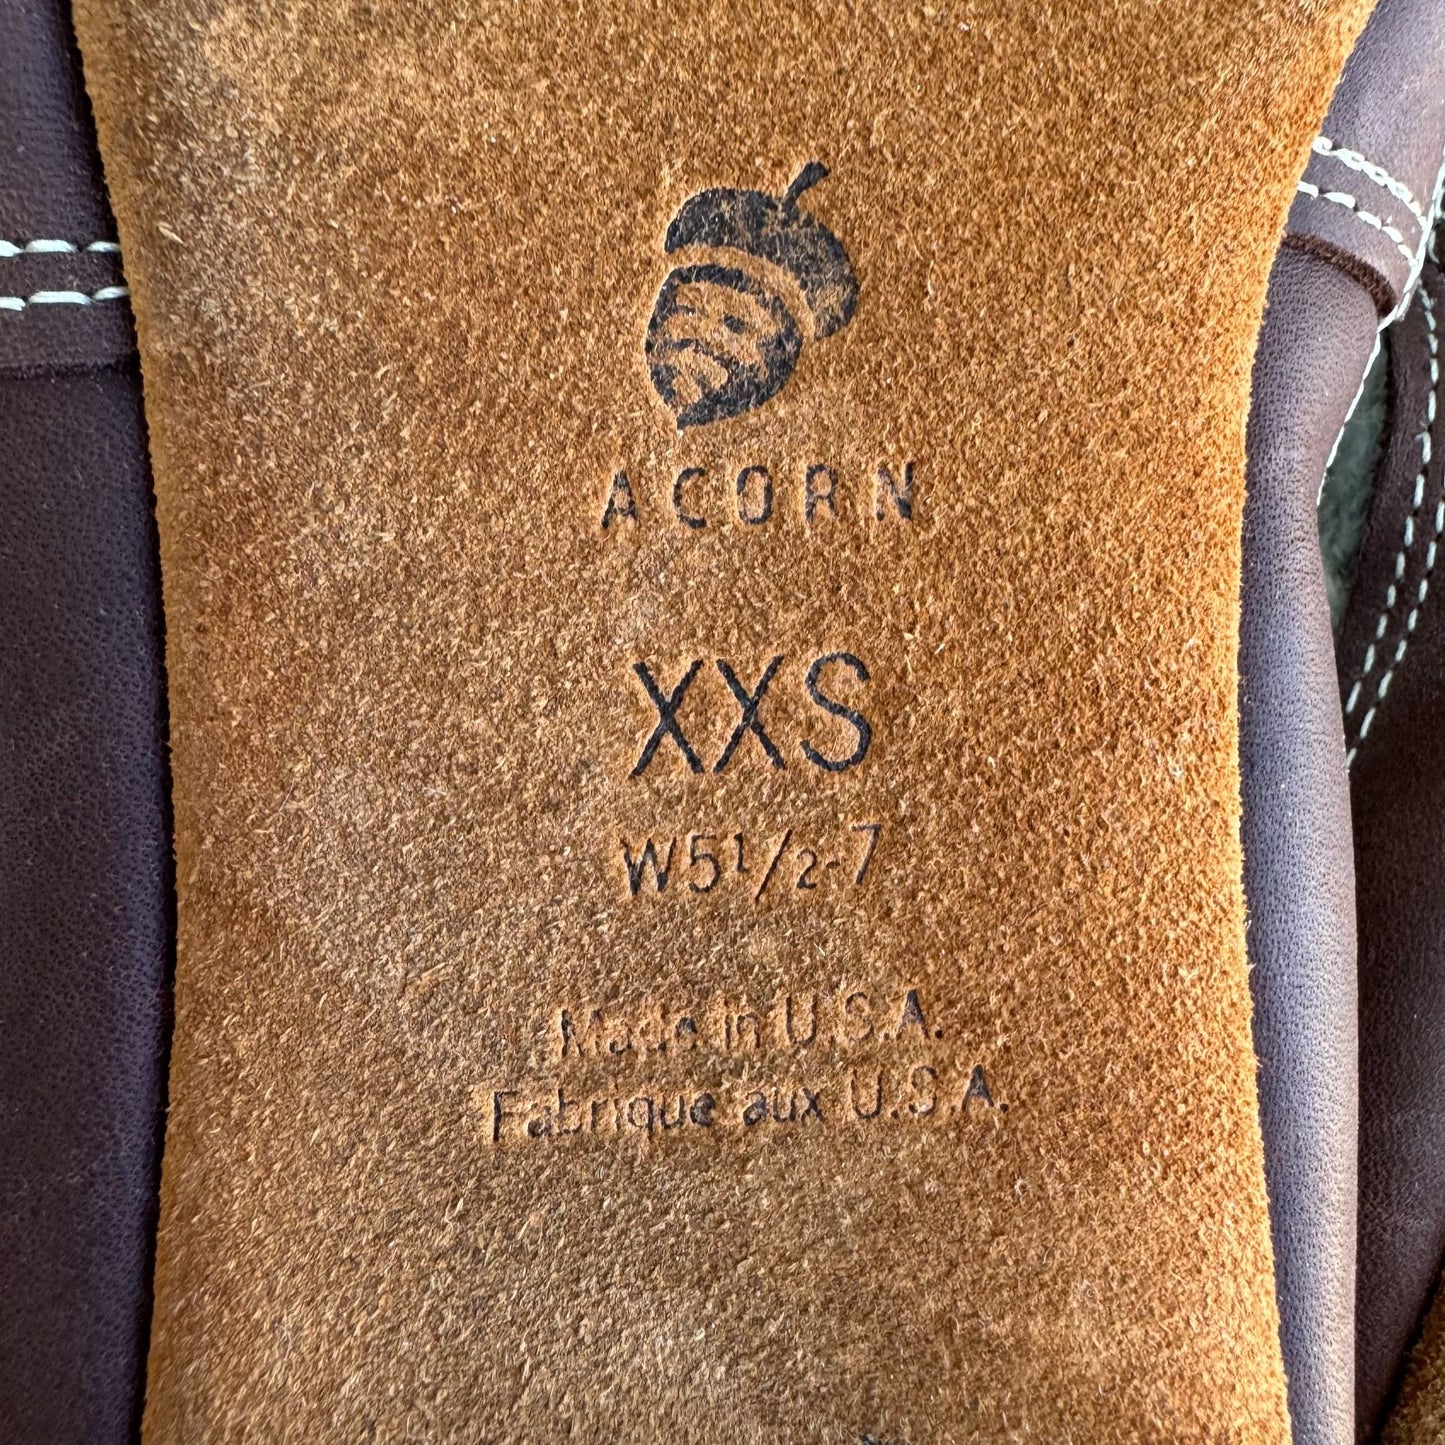 ACORN
XXS
W5½-7
Made in U.S.A.
Fabrique aux U.S.A.